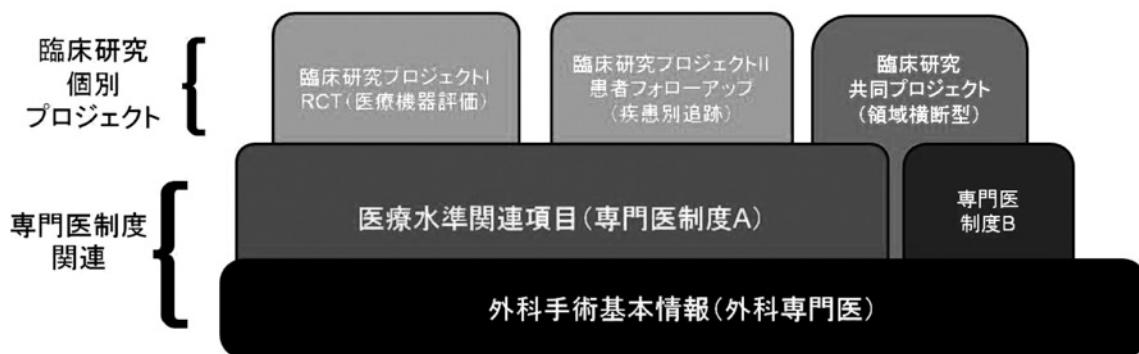 臨床研究
個別
プロジェクト
臨床研究プロジェクトI
RCT(医療機器評価)
臨床研究プロジェクトII
患者フォローアップ
(疾患別追跡)
臨床研究
共同プロジェクト
(領域横断型)
専門医制度
関連
医療水準関連項目(専門医制度A)
専門医
制度B
外科手術基本情報(外科専門医)